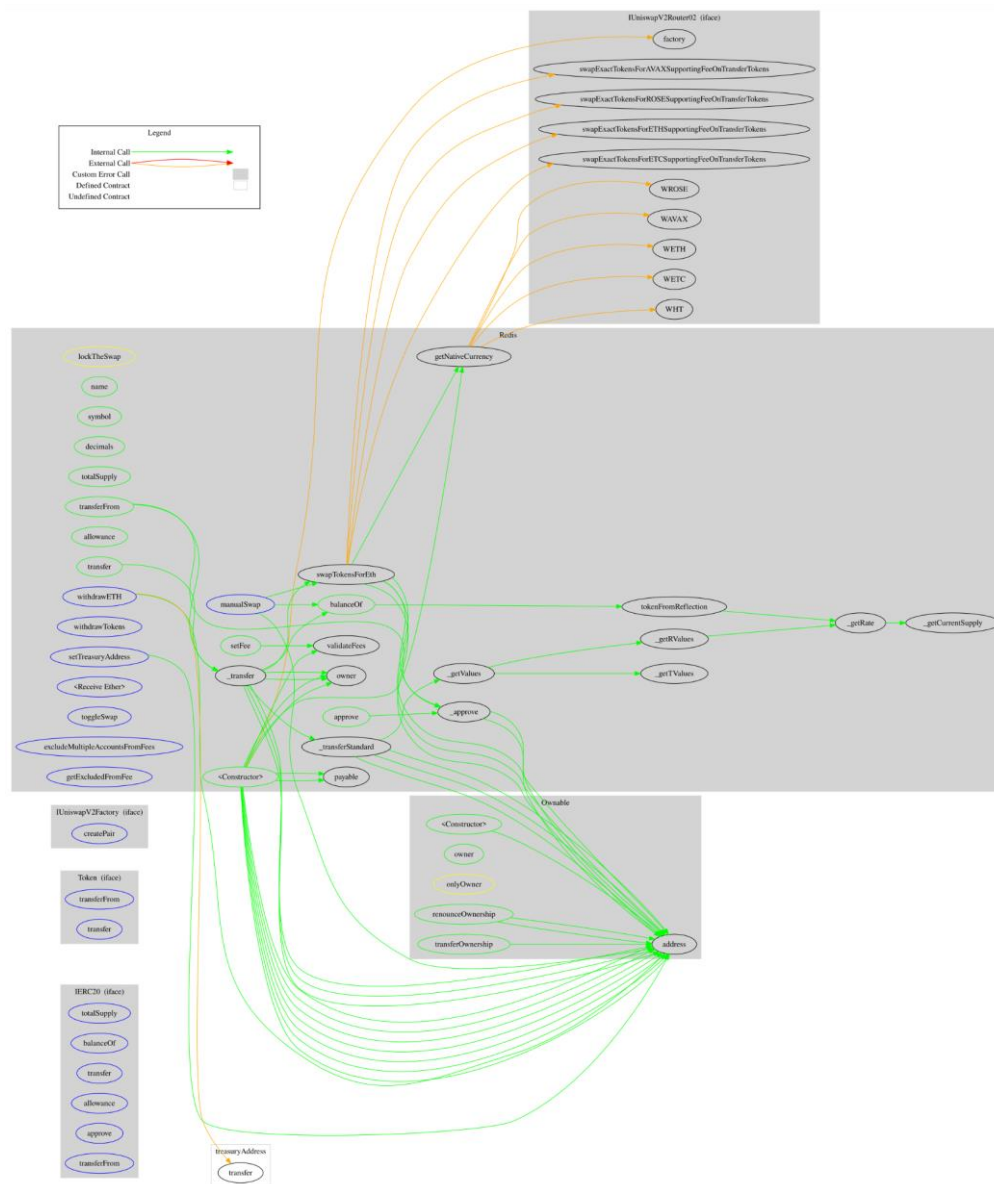 IUniswapV2Router02 (iface)
factory
swapExactTokensForAVAXSupportingFeeOnTransferTokens
swapExactTokensForROSESupportingFeeOnTransferTokens
swapExactTokensForETHSupportingFeeOnTransferTokens
swapExactTokensForETCSupportingFeeOnTransferTokens
WROSE
WAVAX
WETH
WETC
WHT
Legend
Internal Call
External Call
Custom Error Call
Defined Contract
Undefined Contract
Redis
lockTheSwap
name
symbol
decimals
totalSupply
transferFrom
allowance
transfer
withdrawETH
withdrawTokens
setTreasuryAddress
<Receive Ether>
toggleSwap
excludeMultipleAccountsFromFees
getExcludedFromFee
manualSwap
setFee
_transfer
<Constructor>
getNativeCurrency
swapTokensForEth
balanceOf
validateFees
owner
approve
_transferStandard
payable
_getValues
_approve
tokenFromReflection
_getRValues
_getTValues
_getRate
_getCurrentSupply
IUniswapV2Factory (iface)
createPair
Token (iface)
transferFrom
transfer
IERC20 (iface)
totalSupply
balanceOf
transfer
allowance
approve
transferFrom
Ownable
<Constructor>
owner
onlyOwner
renounceOwnership
transferOwnership
address
treasuryAddress
transfer